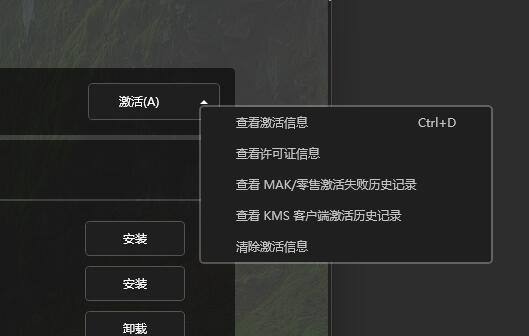 激活(A)
查看激活信息 Ctrl+D
查看许可证信息
查看 MAK/零售激活失败历史记录
查看 KMS 客户端激活历史记录
清除激活信息
安装
安装
卸载